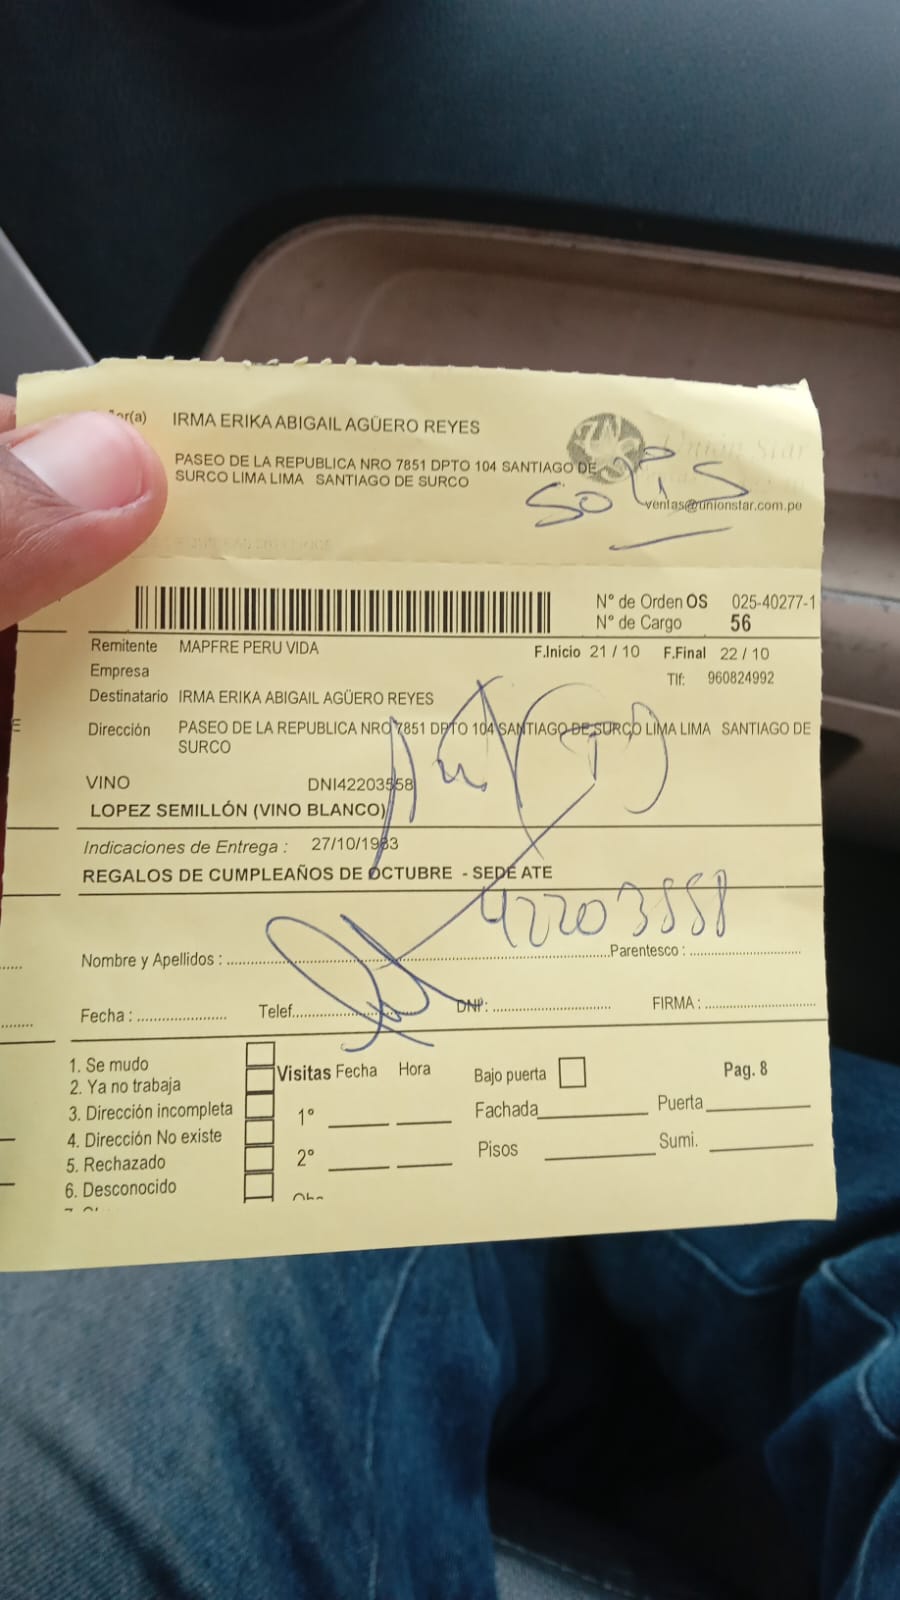 or(a) IRMA ERIKA ABIGAIL AGÜERO REYES
PASEO DE LA REPUBLICA NRO 7851 DPTO 104 SANTIAGO DE
SURCO LIMA LIMA SANTIAGO DE SURCO
Unión Star
SOLIS
ventas@unionstar.com.pe
N° de Orden OS 025-40277-1
N° de Cargo 56
Remitente MAPFRE PERU VIDA F.Inicio 21 / 10 F.Final 22 / 10
Empresa Tlf: 960824992
Destinatario IRMA ERIKA ABIGAIL AGÜERO REYES
Dirección PASEO DE LA REPUBLICA NRO 7851 DPTO 104 SANTIAGO DE SURCO LIMA LIMA SANTIAGO DE
SURCO
VINO DNI42203558
LOPEZ SEMILLÓN (VINO BLANCO)
Indicaciones de Entrega : 27/10/1983
REGALOS DE CUMPLEAÑOS DE OCTUBRE - SEDE ATE
42203558
Nombre y Apellidos : Parentesco :
Fecha : Telef. DNI: FIRMA :
1. Se mudo
2. Ya no trabaja
3. Dirección incompleta
4. Dirección No existe
5. Rechazado
6. Desconocido
Visitas Fecha Hora
1°
2°
Bajo puerta
Fachada
Pisos
Pag. 8
Puerta
Sumi.